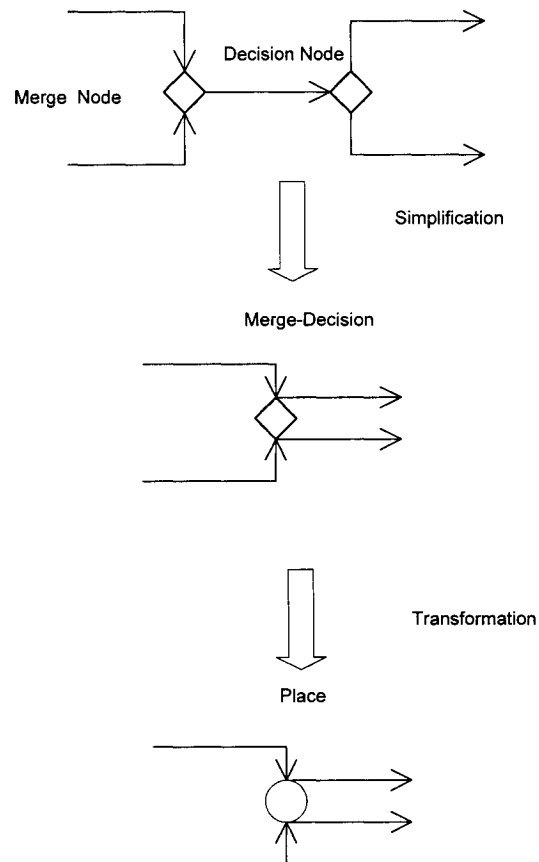 Decision Node
Merge Node
Simplification
Merge-Decision
Transformation
Place